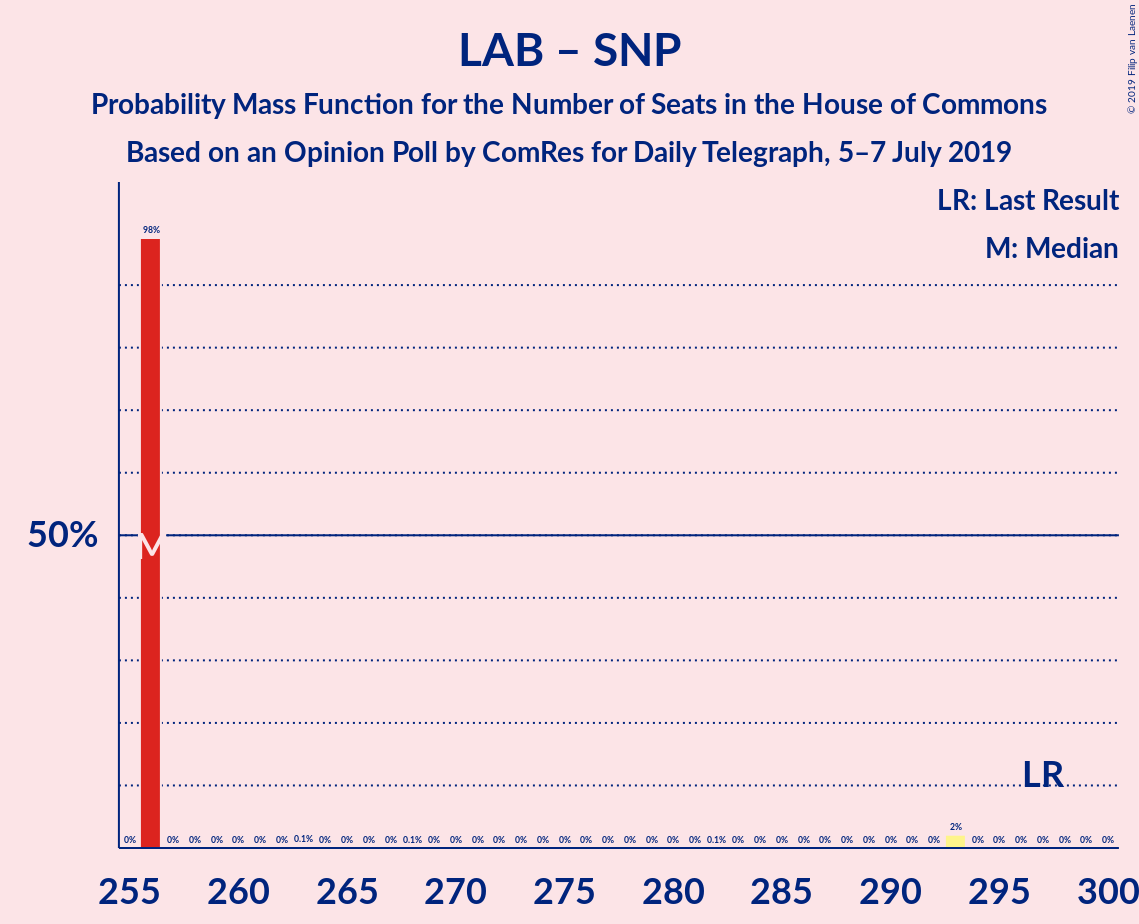 LAB – SNP
Probability Mass Function for the Number of Seats in the House of Commons
Based on an Opinion Poll by ComRes for Daily Telegraph, 5–7 July 2019
© 2019 Filip van Laenen
LR: Last Result
M: Median
98%
50%
M
LR
2%
0% 0% 0% 0% 0% 0% 0% 0.1% 0% 0% 0% 0% 0.1% 0% 0% 0% 0% 0% 0% 0% 0% 0% 0% 0% 0% 0% 0.1% 0% 0% 0% 0% 0% 0% 0% 0% 0% 0% 0% 0% 0% 0% 0% 0% 0%
255 260 265 270 275 280 285 290 295 300